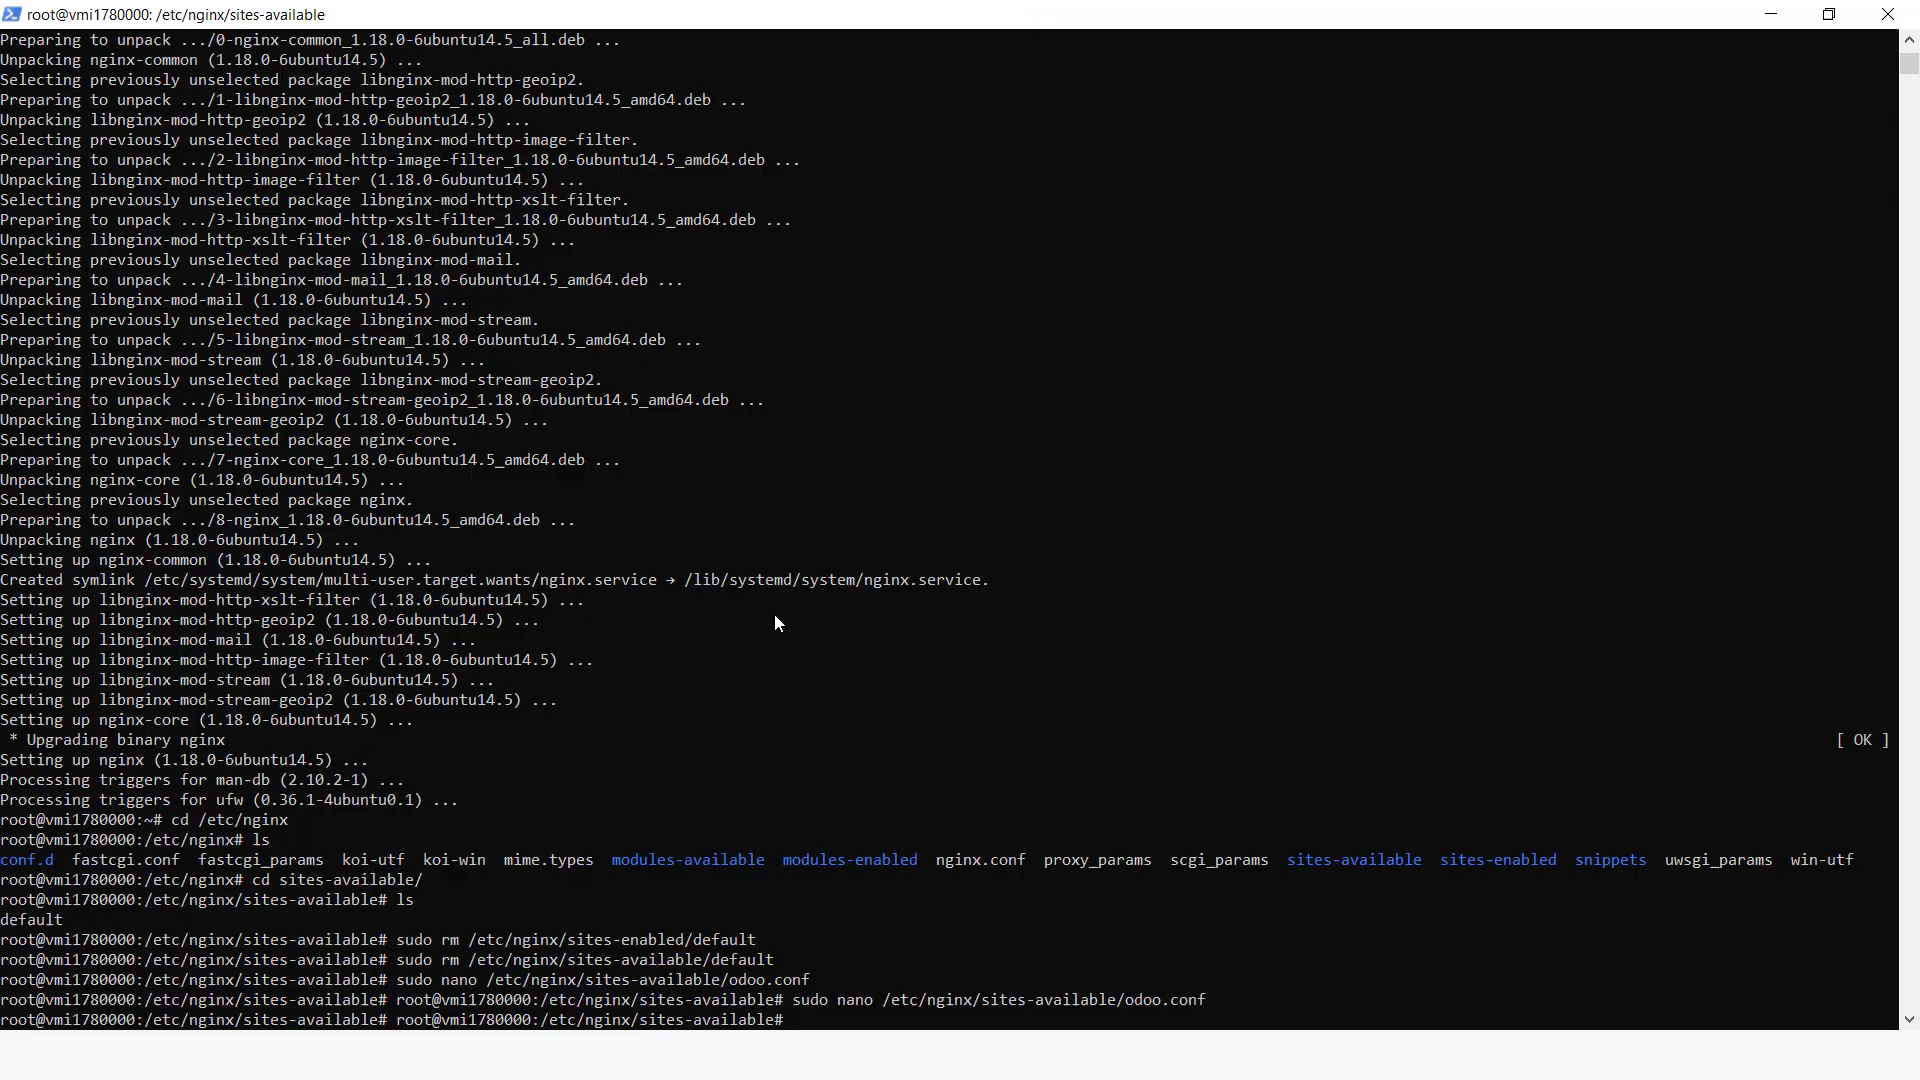 root@vmi1780000: /etc/nginx/sites-available
Preparing to unpack .../0-nginx-common_1.18.0-6ubuntu14.5_all.deb ...
Unpacking nginx-common (1.18.0-6ubuntu14.5) ...
Selecting previously unselected package libnginx-mod-http-geoip2.
Preparing to unpack .../1-libnginx-mod-http-geoip2_1.18.0-6ubuntu14.5_amd64.deb ...
Unpacking libnginx-mod-http-geoip2 (1.18.0-6ubuntu14.5) ...
Selecting previously unselected package libnginx-mod-http-image-filter.
Preparing to unpack .../2-libnginx-mod-http-image-filter_1.18.0-6ubuntu14.5_amd64.deb ...
Unpacking libnginx-mod-http-image-filter (1.18.0-6ubuntu14.5) ...
Selecting previously unselected package libnginx-mod-http-xslt-filter.
Preparing to unpack .../3-libnginx-mod-http-xslt-filter_1.18.0-6ubuntu14.5_amd64.deb ...
Unpacking libnginx-mod-http-xslt-filter (1.18.0-6ubuntu14.5) ...
Selecting previously unselected package libnginx-mod-mail.
Preparing to unpack .../4-libnginx-mod-mail_1.18.0-6ubuntu14.5_amd64.deb ...
Unpacking libnginx-mod-mail (1.18.0-6ubuntu14.5) ...
Selecting previously unselected package libnginx-mod-stream.
Preparing to unpack .../5-libnginx-mod-stream_1.18.0-6ubuntu14.5_amd64.deb ...
Unpacking libnginx-mod-stream (1.18.0-6ubuntu14.5) ...
Selecting previously unselected package libnginx-mod-stream-geoip2.
Preparing to unpack .../6-libnginx-mod-stream-geoip2_1.18.0-6ubuntu14.5_amd64.deb ...
Unpacking libnginx-mod-stream-geoip2 (1.18.0-6ubuntu14.5) ...
Selecting previously unselected package nginx-core.
Preparing to unpack .../7-nginx-core_1.18.0-6ubuntu14.5_amd64.deb ...
Unpacking nginx-core (1.18.0-6ubuntu14.5) ...
Selecting previously unselected package nginx.
Preparing to unpack .../8-nginx_1.18.0-6ubuntu14.5_amd64.deb ...
Unpacking nginx (1.18.0-6ubuntu14.5) ...
Setting up nginx-common (1.18.0-6ubuntu14.5) ...
Created symlink /etc/systemd/system/multi-user.target.wants/nginx.service → /lib/systemd/system/nginx.service.
Setting up libnginx-mod-http-xslt-filter (1.18.0-6ubuntu14.5) ...
Setting up libnginx-mod-http-geoip2 (1.18.0-6ubuntu14.5) ...
Setting up libnginx-mod-mail (1.18.0-6ubuntu14.5) ...
Setting up libnginx-mod-http-image-filter (1.18.0-6ubuntu14.5) ...
Setting up libnginx-mod-stream (1.18.0-6ubuntu14.5) ...
Setting up libnginx-mod-stream-geoip2 (1.18.0-6ubuntu14.5) ...
Setting up nginx-core (1.18.0-6ubuntu14.5) ...
 * Upgrading binary nginx [ OK ]
Setting up nginx (1.18.0-6ubuntu14.5) ...
Processing triggers for man-db (2.10.2-1) ...
Processing triggers for ufw (0.36.1-4ubuntu0.1) ...
root@vmi1780000:~# cd /etc/nginx
root@vmi1780000:/etc/nginx# ls
conf.d  fastcgi.conf  fastcgi_params  koi-utf  koi-win  mime.types  modules-available  modules-enabled  nginx.conf  proxy_params  scgi_params  sites-available  sites-enabled  snippets  uwsgi_params  win-utf
root@vmi1780000:/etc/nginx# cd sites-available/
root@vmi1780000:/etc/nginx/sites-available# ls
default
root@vmi1780000:/etc/nginx/sites-available# sudo rm /etc/nginx/sites-enabled/default
root@vmi1780000:/etc/nginx/sites-available# sudo rm /etc/nginx/sites-available/default
root@vmi1780000:/etc/nginx/sites-available# sudo nano /etc/nginx/sites-available/odoo.conf
root@vmi1780000:/etc/nginx/sites-available# root@vmi1780000:/etc/nginx/sites-available# sudo nano /etc/nginx/sites-available/odoo.conf
root@vmi1780000:/etc/nginx/sites-available# root@vmi1780000:/etc/nginx/sites-available#